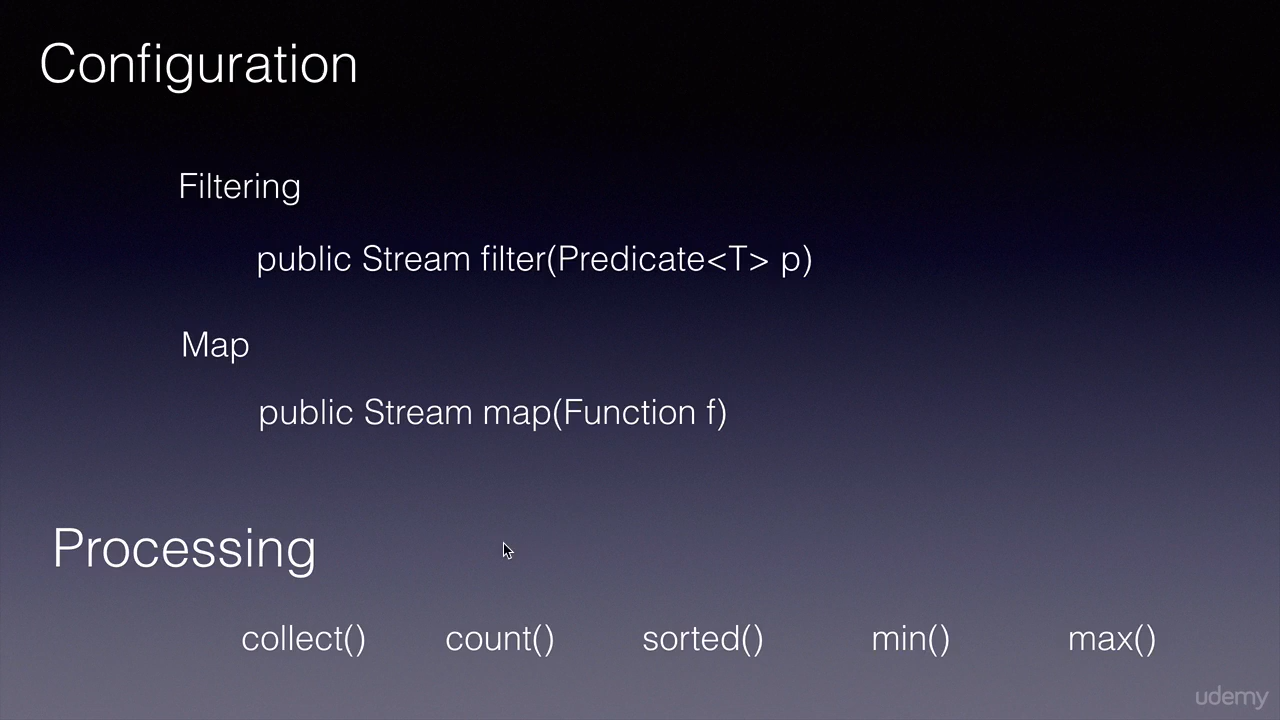 Configuration
Filtering
public Stream filter(Predicate<T> p)
Map
public Stream map(Function f)
Processing
collect() count() sorted() min() max()
udemy